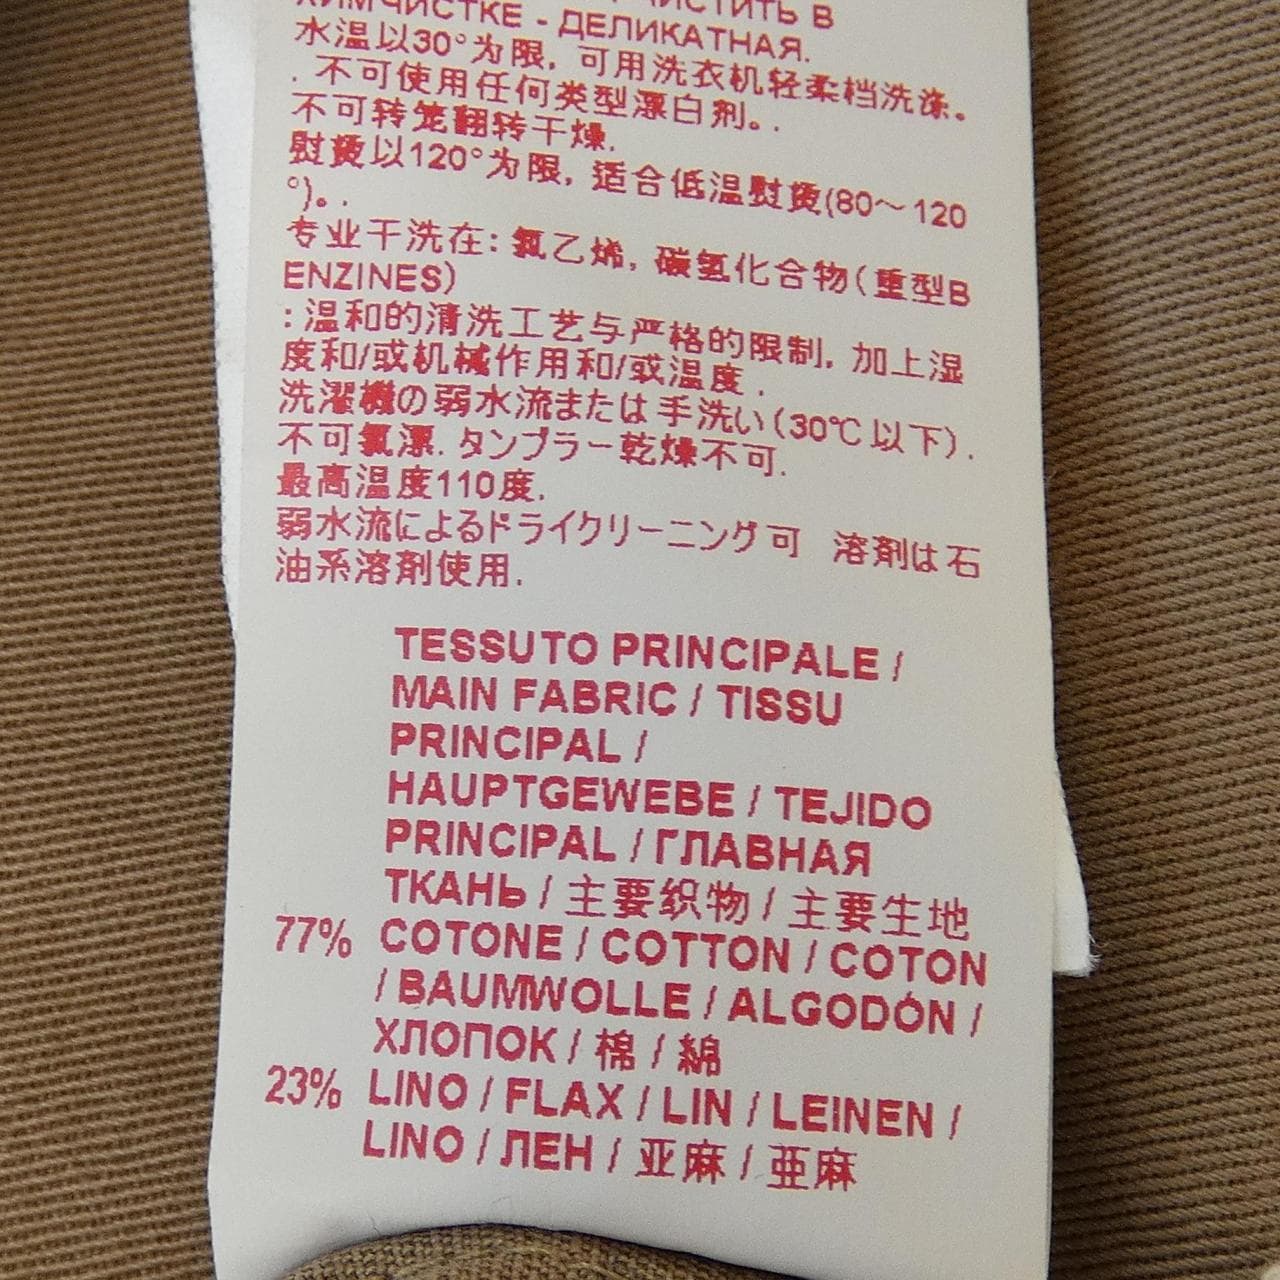 ХИМЧИСТКЕ - ДЕЛИКАТНАЯ. ЧИСТИТЬ В
水温以30°为限, 可用洗衣机轻柔档洗涤。
. 不可使用任何类型漂白剂。.
不可转笼翻转干燥.
熨烫以120°为限, 适合低温熨烫(80～120
°)。.
专业干洗在: 氯乙烯, 碳氢化合物(重型B
ENZINES)
:温和的清洗工艺与严格的限制, 加上湿
度和/或机械作用和/或温度 .
洗濯機の弱水流または手洗い(30℃以下).
不可氯漂. タンブラー乾燥不可.
最高温度110度.
弱水流によるドライクリーニング可 溶剤は石
油系溶剤使用.
TESSUTO PRINCIPALE /
MAIN FABRIC / TISSU
PRINCIPAL /
HAUPTGEWEBE / TEJIDO
PRINCIPAL / ГЛАВНАЯ
ТКАНЬ / 主要织物 / 主要生地
77% COTONE / COTTON / COTON
/ BAUMWOLLE / ALGODÓN /
ХЛОПОК / 棉 / 綿
23% LINO / FLAX / LIN / LEINEN /
LINO / ЛЕН / 亚麻 / 亜麻